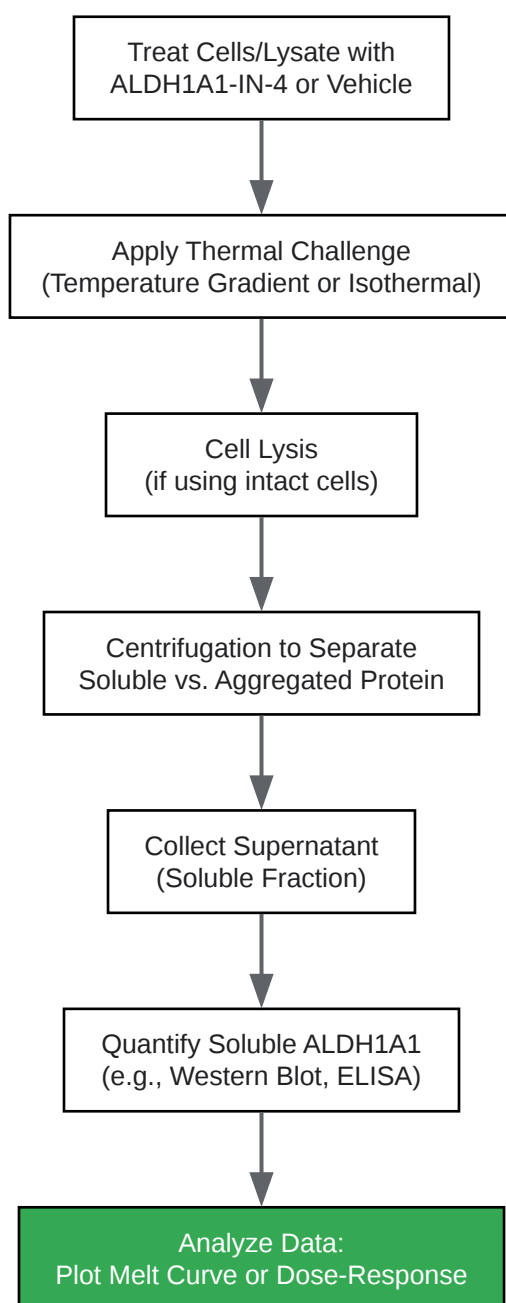 Treat Cells/Lysate with
ALDH1A1-IN-4 or Vehicle
Apply Thermal Challenge
(Temperature Gradient or Isothermal)
Cell Lysis
(if using intact cells)
Centrifugation to Separate
Soluble vs. Aggregated Protein
Collect Supernatant
(Soluble Fraction)
Quantify Soluble ALDH1A1
(e.g., Western Blot, ELISA)
Analyze Data:
Plot Melt Curve or Dose-Response